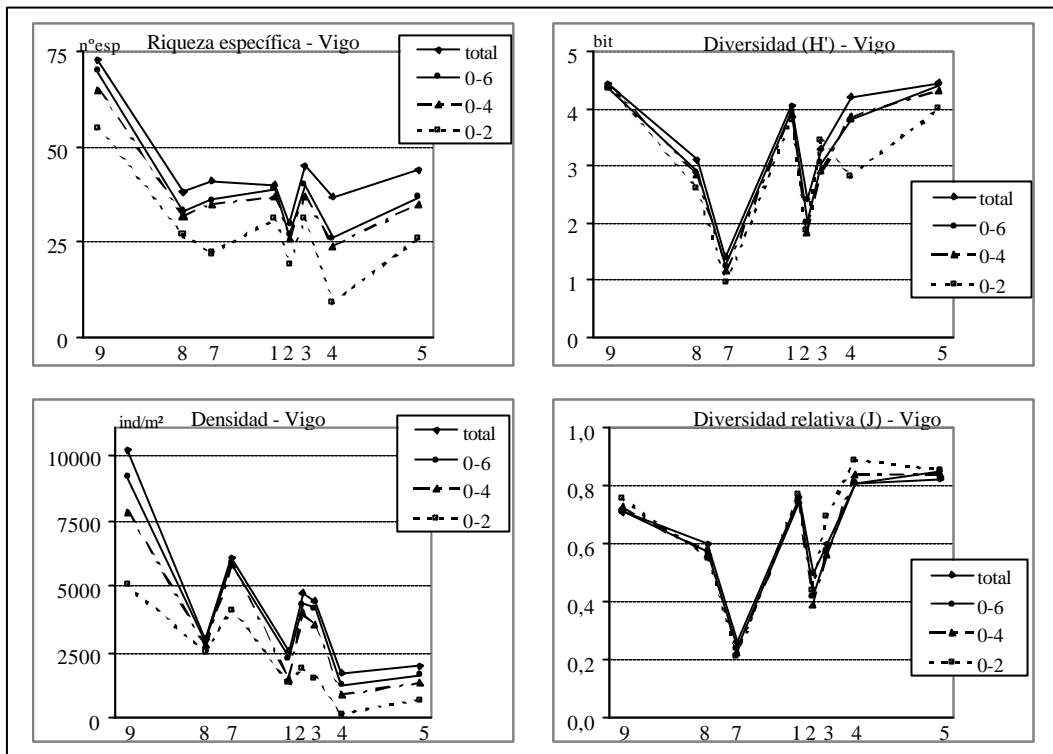 Riqueza específica - Vigo
nºesp
75
50
25
0
9 8 7 1 2 3 4 5
total
0-6
0-4
0-2
Diversidad (H') - Vigo
bit
5
4
3
2
1
0
9 8 7 1 2 3 4 5
total
0-6
0-4
0-2
Densidad - Vigo
ind/m²
10000
7500
5000
2500
0
9 8 7 1 2 3 4 5
total
0-6
0-4
0-2
Diversidad relativa (J) - Vigo
1,0
0,8
0,6
0,4
0,2
0,0
9 8 7 1 2 3 4 5
total
0-6
0-4
0-2